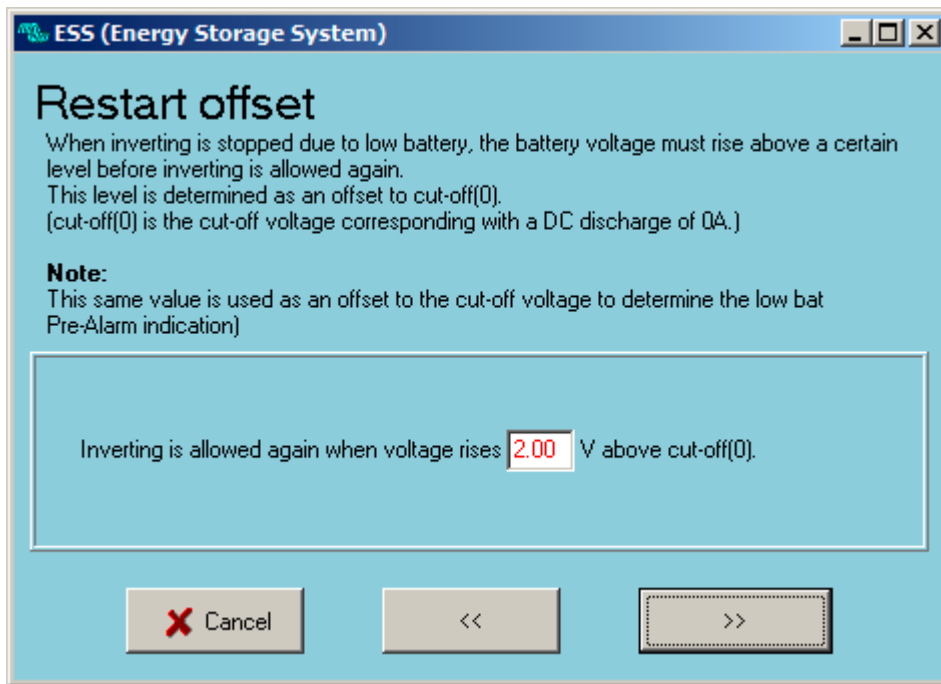 ESS (Energy Storage System)
Restart offset
When inverting is stopped due to low battery, the battery voltage must rise above a certain
level before inverting is allowed again.
This level is determined as an offset to cut-off(0).
(cut-off(0) is the cut-off voltage corresponding with a DC discharge of 0A.)
Note:
This same value is used as an offset to the cut-off voltage to determine the low bat
Pre-Alarm indication)
Inverting is allowed again when voltage rises 2.00 V above cut-off(0).
Cancel << >>